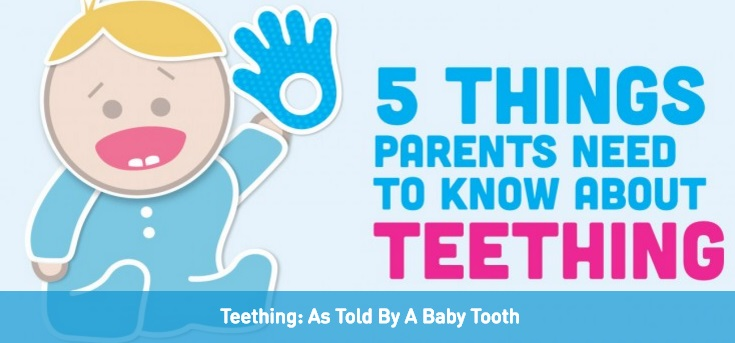 5 THINGS
PARENTS NEED
TO KNOW ABOUT
TEETHING
Teething: As Told By A Baby Tooth